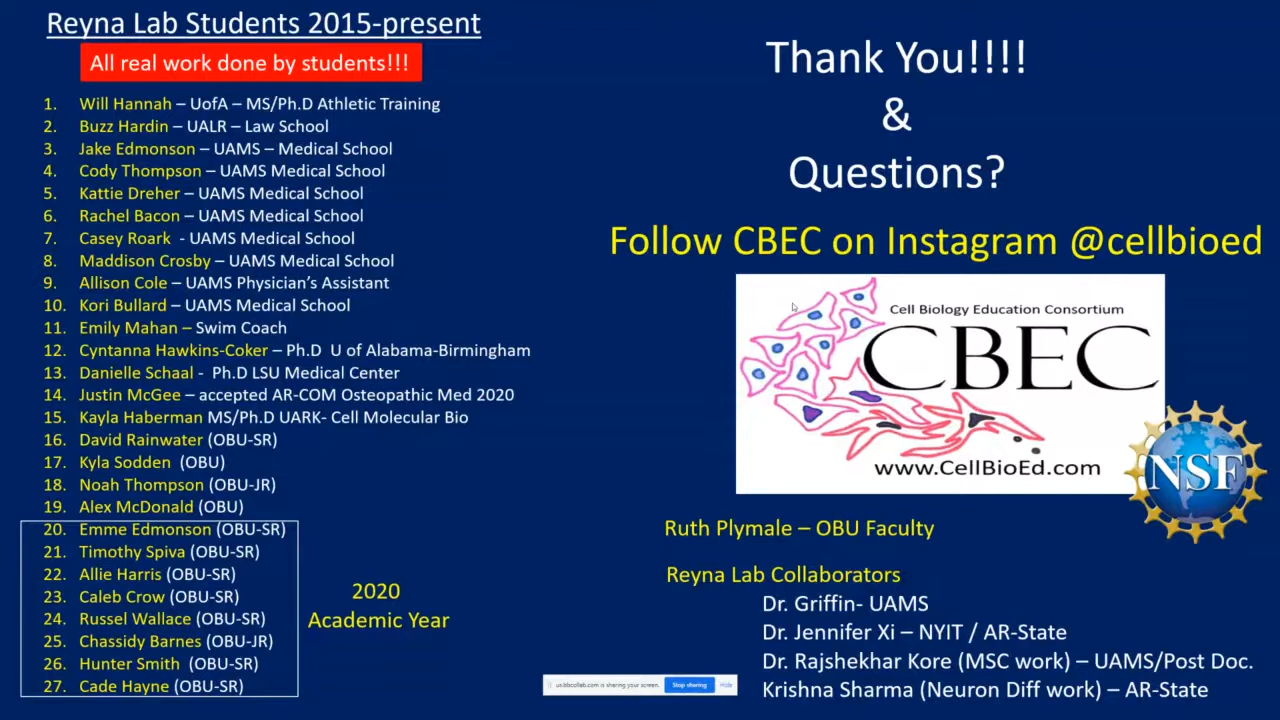 Reyna Lab Students 2015-present
All real work done by students!!!
1. Will Hannah – UofA – MS/Ph.D Athletic Training
2. Buzz Hardin – UALR – Law School
3. Jake Edmonson – UAMS – Medical School
4. Cody Thompson – UAMS Medical School
5. Kattie Dreher – UAMS Medical School
6. Rachel Bacon – UAMS Medical School
7. Casey Roark - UAMS Medical School
8. Maddison Crosby – UAMS Medical School
9. Allison Cole – UAMS Physician's Assistant
10. Kori Bullard – UAMS Medical School
11. Emily Mahan – Swim Coach
12. Cyntanna Hawkins-Coker – Ph.D U of Alabama-Birmingham
13. Danielle Schaal - Ph.D LSU Medical Center
14. Justin McGee – accepted AR-COM Osteopathic Med 2020
15. Kayla Haberman MS/Ph.D UARK- Cell Molecular Bio
16. David Rainwater (OBU-SR)
17. Kyla Sodden (OBU)
18. Noah Thompson (OBU-JR)
19. Alex McDonald (OBU)
20. Emme Edmonson (OBU-SR)
21. Timothy Spiva (OBU-SR)
22. Allie Harris (OBU-SR)
23. Caleb Crow (OBU-SR)
24. Russel Wallace (OBU-SR)
25. Chassidy Barnes (OBU-JR)
26. Hunter Smith (OBU-SR)
27. Cade Hayne (OBU-SR)
2020
Academic Year
Thank You!!!!
&
Questions?
Follow CBEC on Instagram @cellbioed
Cell Biology Education Consortium
CBEC
www.CellBioEd.com
NSF
Ruth Plymale – OBU Faculty
Reyna Lab Collaborators
Dr. Griffin- UAMS
Dr. Jennifer Xi – NYIT / AR-State
Dr. Rajshekhar Kore (MSC work) – UAMS/Post Doc.
Krishna Sharma (Neuron Diff work) – AR-State
us.bbcollab.com is sharing your screen.
Stop sharing
Hide